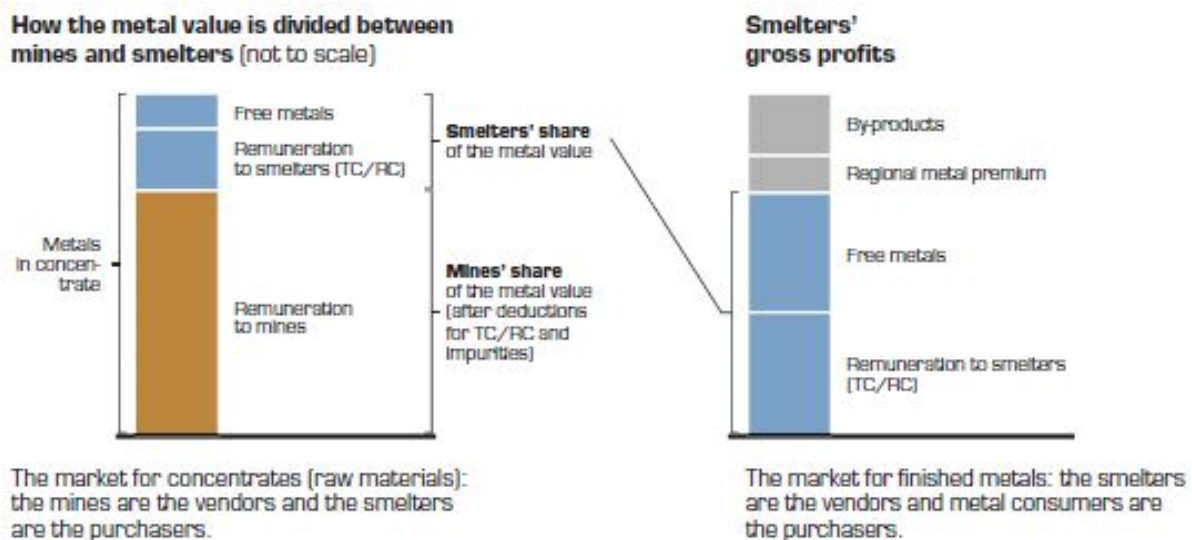 How the metal value is divided between
mines and smelters (not to scale)
Free metals
Remuneration
to smelters (TC/RC)
Metals
in concen-
trate
Remuneration
to mines
Smelters' share
of the metal value
Mines' share
of the metal value
(after deductions
for TC/RC and
impurities)
The market for concentrates (raw materials):
the mines are the vendors and the smelters
are the purchasers.
Smelters'
gross profits
By-products
Regional metal premium
Free metals
Remuneration to smelters
(TC/RC)
The market for finished metals: the smelters
are the vendors and metal consumers are
the purchasers.